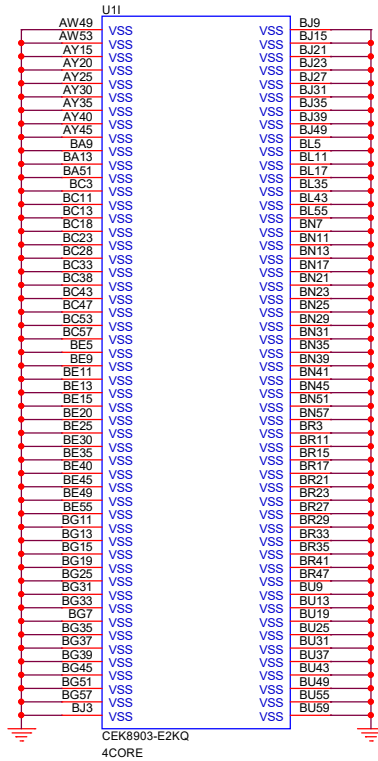 U1I
AW49 VSS VSS BJ9
AW53 VSS VSS BJ15
AY15 VSS VSS BJ21
AY20 VSS VSS BJ23
AY25 VSS VSS BJ27
AY30 VSS VSS BJ31
AY35 VSS VSS BJ35
AY40 VSS VSS BJ39
AY45 VSS VSS BJ49
BA9 VSS VSS BL5
BA13 VSS VSS BL11
BA51 VSS VSS BL17
BC3 VSS VSS BL35
BC11 VSS VSS BL43
BC13 VSS VSS BL55
BC18 VSS VSS BN7
BC23 VSS VSS BN11
BC28 VSS VSS BN13
BC33 VSS VSS BN17
BC38 VSS VSS BN21
BC43 VSS VSS BN23
BC47 VSS VSS BN25
BC53 VSS VSS BN29
BC57 VSS VSS BN31
BE5 VSS VSS BN35
BE9 VSS VSS BN39
BE11 VSS VSS BN41
BE13 VSS VSS BN45
BE15 VSS VSS BN51
BE20 VSS VSS BN57
BE25 VSS VSS BR3
BE30 VSS VSS BR11
BE35 VSS VSS BR15
BE40 VSS VSS BR17
BE45 VSS VSS BR21
BE49 VSS VSS BR23
BE55 VSS VSS BR27
BG11 VSS VSS BR29
BG13 VSS VSS BR33
BG15 VSS VSS BR35
BG19 VSS VSS BR41
BG25 VSS VSS BR47
BG31 VSS VSS BU9
BG33 VSS VSS BU13
BG7 VSS VSS BU19
BG35 VSS VSS BU25
BG37 VSS VSS BU31
BG39 VSS VSS BU37
BG45 VSS VSS BU43
BG51 VSS VSS BU49
BG57 VSS VSS BU55
BJ3 VSS VSS BU59
CEK8903-E2KQ
4CORE